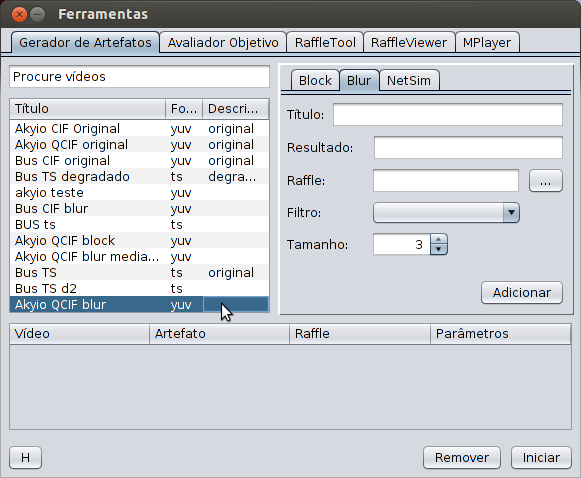 Ferramentas
Gerador de Artefatos Avaliador Objetivo RaffleTool RaffleViewer MPlayer
Procure vídeos
Título Fo... Descri...
Akyio CIF Original yuv original
Akyio QCIF original yuv original
Bus CIF original yuv original
Bus TS degradado ts degra...
akyio teste yuv
Bus CIF blur yuv
BUS ts ts
Akyio QCIF block yuv
Akyio QCIF blur media... yuv
Bus TS ts original
Bus TS d2 ts
Akyio QCIF blur yuv
Block Blur NetSim
Título:
Resultado:
Raffle: ...
Filtro:
Tamanho: 3
Adicionar
Vídeo Artefato Raffle Parâmetros
H Remover Iniciar